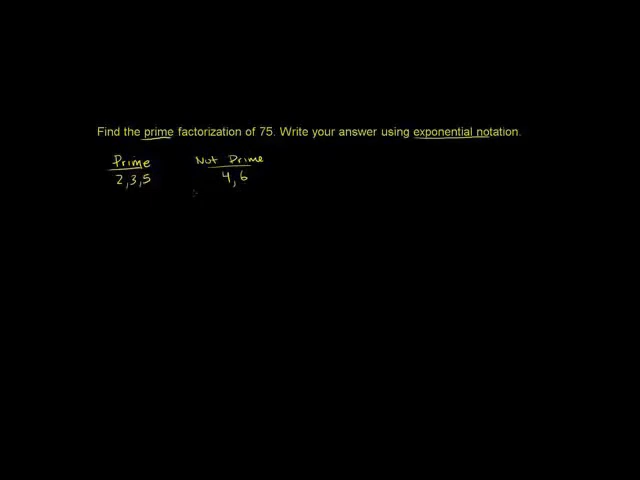 Find the prime factorization of 75. Write your answer using exponential notation.
Prime Not Prime
2,3,5 4,6